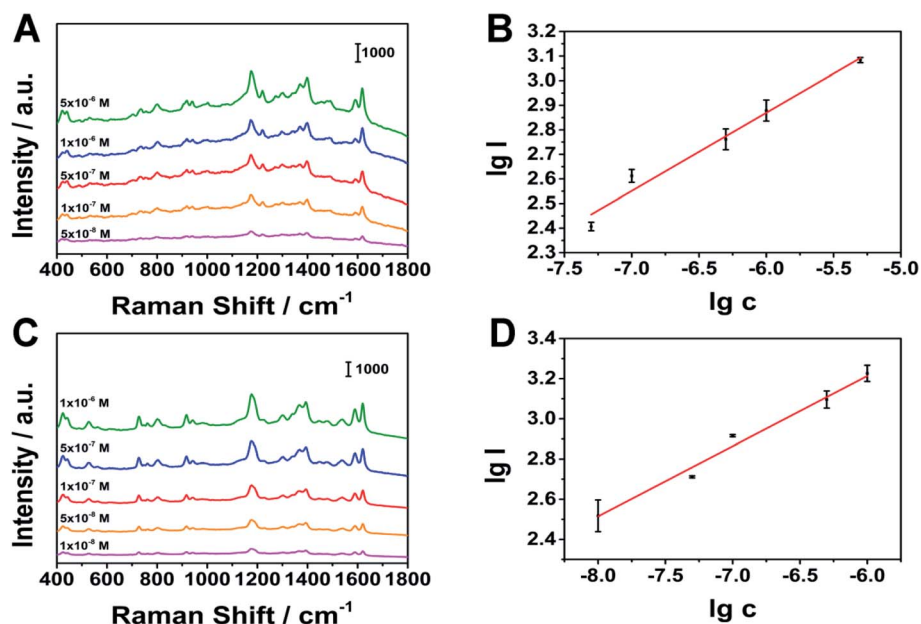 A
1000
5x10⁻⁶ M
1x10⁻⁶ M
5x10⁻⁷ M
1x10⁻⁷ M
5x10⁻⁸ M
Intensity / a.u.
400 600 800 1000 1200 1400 1600 1800
Raman Shift / cm⁻¹
B
3.1
3.0
2.9
2.8
2.7
2.6
2.5
2.4
2.3
lg I
-7.5 -7.0 -6.5 -6.0 -5.5 -5.0
lg c
C
1000
1x10⁻⁶ M
5x10⁻⁷ M
1x10⁻⁷ M
5x10⁻⁸ M
1x10⁻⁸ M
Intensity / a.u.
400 600 800 1000 1200 1400 1600 1800
Raman Shift / cm⁻¹
D
3.4
3.2
3.0
2.8
2.6
2.4
lg I
-8.0 -7.5 -7.0 -6.5 -6.0
lg c